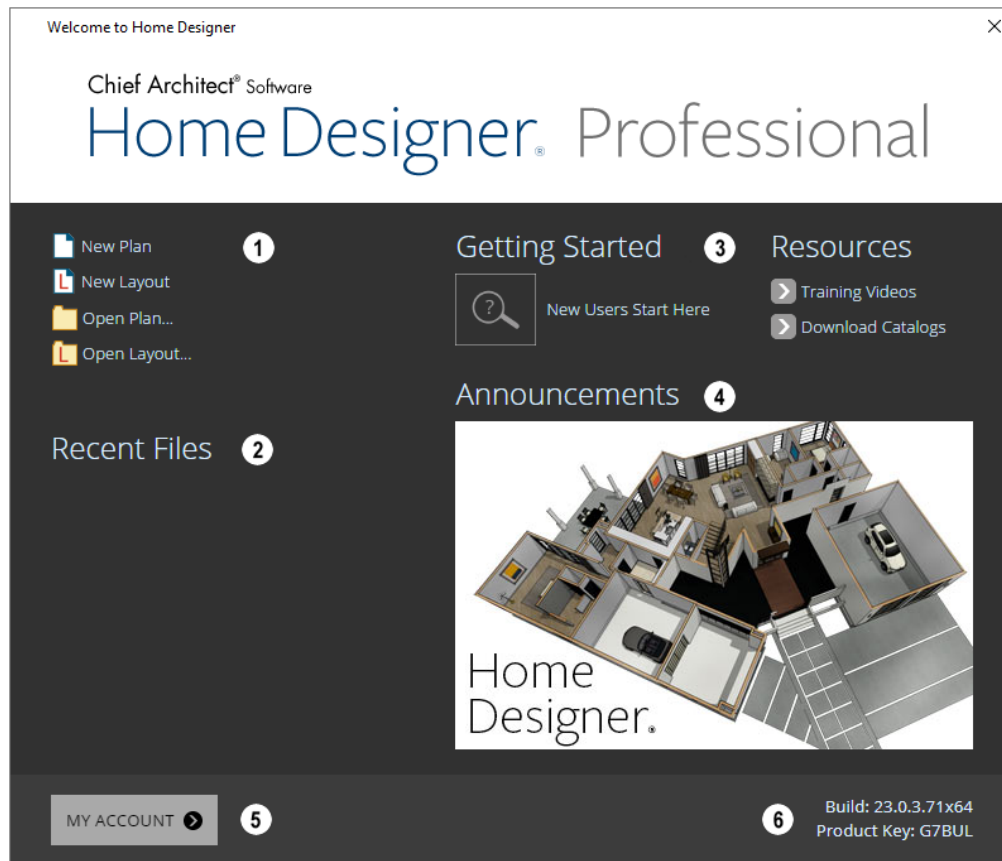 Welcome to Home Designer
Chief Architect® Software
Home Designer® Professional
New Plan
1
New Layout
Open Plan...
Open Layout...
Recent Files
2
Getting Started
3
?
New Users Start Here
Resources
Training Videos
Download Catalogs
Announcements
4
Home
Designer®
MY ACCOUNT
5
6
Build: 23.0.3.71x64
Product Key: G7BUL